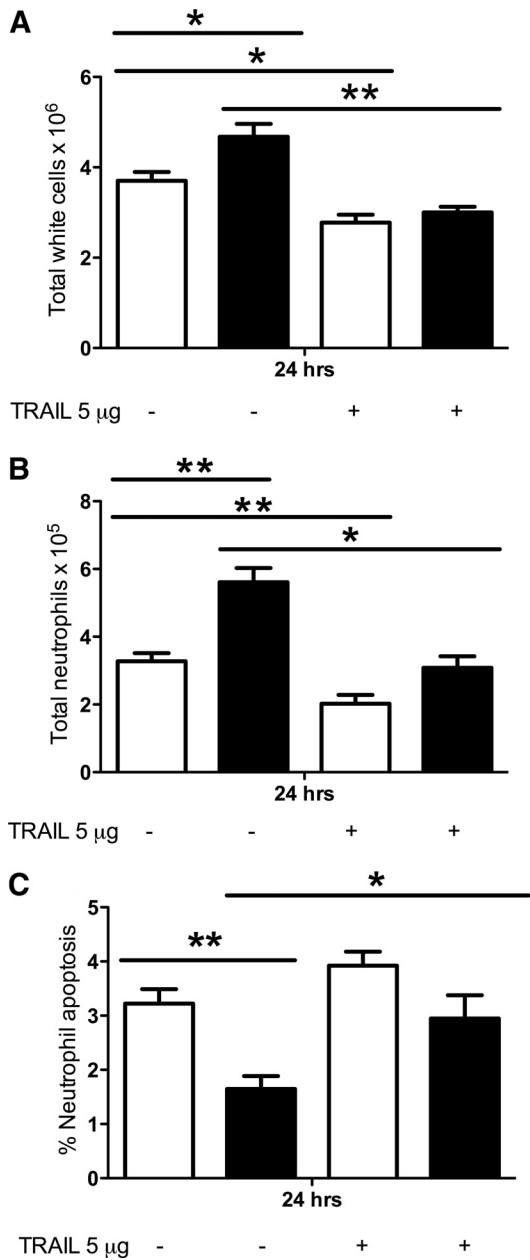 A
*
*
**
Total white cells x 10⁶
6
4
2
0
24 hrs
TRAIL 5 μg - - + +
B
**
**
*
Total neutrophils x 10⁵
8
6
4
2
0
24 hrs
TRAIL 5 μg - - + +
C
*
**
% Neutrophil apoptosis
5
4
3
2
1
0
24 hrs
TRAIL 5 μg - - + +